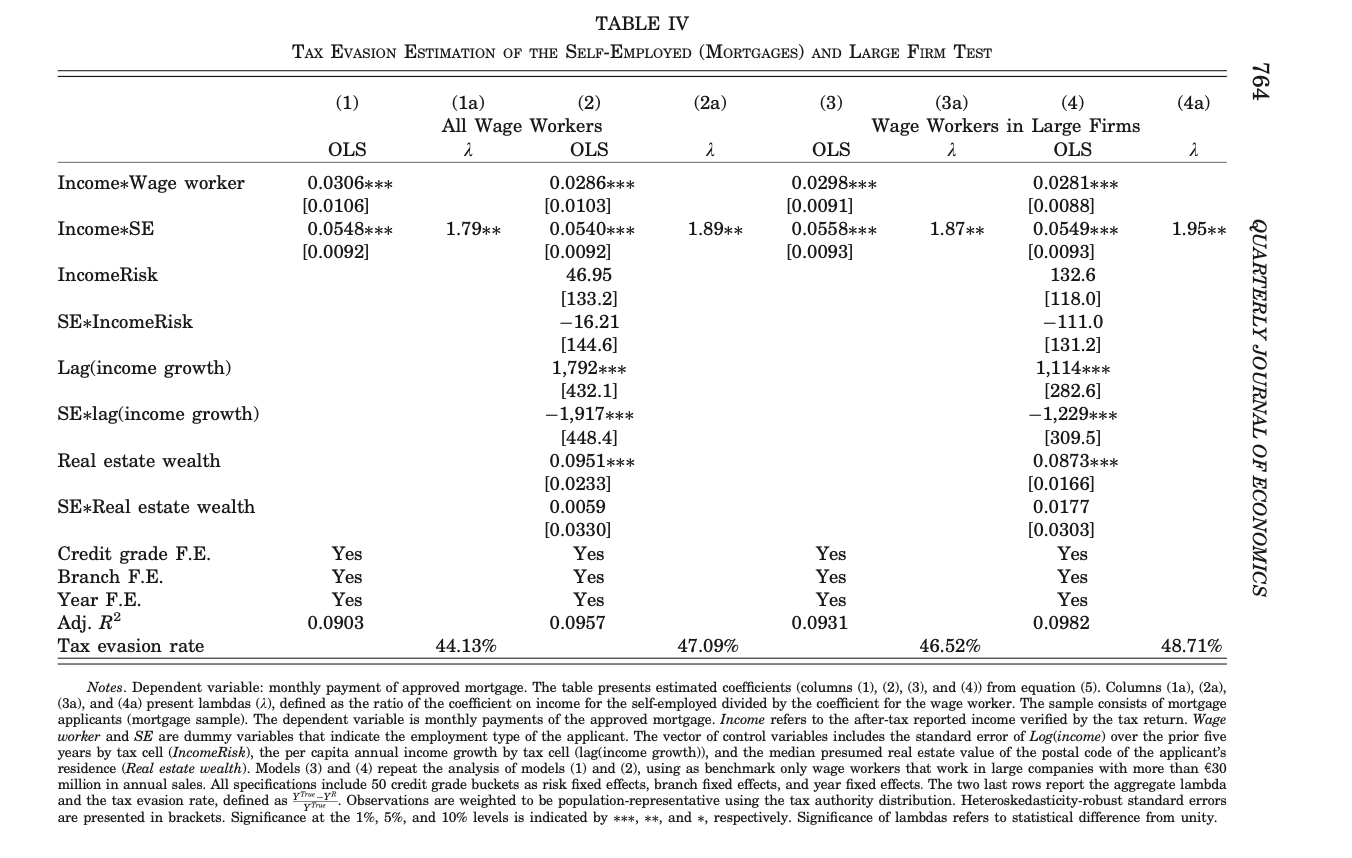 TABLE IV
TAX EVASION ESTIMATION OF THE SELF-EMPLOYED (MORTGAGES) AND LARGE FIRM TEST
764
(1) (1a) (2) (2a) (3) (3a) (4) (4a)
All Wage Workers Wage Workers in Large Firms
OLS λ OLS λ OLS λ OLS λ
Income∗Wage worker 0.0306∗∗∗ 0.0286∗∗∗ 0.0298∗∗∗ 0.0281∗∗∗
[0.0106] [0.0103] [0.0091] [0.0088]
Income∗SE 0.0548∗∗∗ 1.79∗∗ 0.0540∗∗∗ 1.89∗∗ 0.0558∗∗∗ 1.87∗∗ 0.0549∗∗∗ 1.95∗∗
[0.0092] [0.0092] [0.0093] [0.0093]
IncomeRisk 46.95 132.6
[133.2] [118.0]
SE∗IncomeRisk −16.21 −111.0
[144.6] [131.2]
Lag(income growth) 1,792∗∗∗ 1,114∗∗∗
[432.1] [282.6]
SE∗lag(income growth) −1,917∗∗∗ −1,229∗∗∗
[448.4] [309.5]
Real estate wealth 0.0951∗∗∗ 0.0873∗∗∗
[0.0233] [0.0166]
SE∗Real estate wealth 0.0059 0.0177
[0.0330] [0.0303]
Credit grade F.E. Yes Yes Yes Yes
Branch F.E. Yes Yes Yes Yes
Year F.E. Yes Yes Yes Yes
Adj. R² 0.0903 0.0957 0.0931 0.0982
Tax evasion rate 44.13% 47.09% 46.52% 48.71%
QUARTERLY JOURNAL OF ECONOMICS
Notes. Dependent variable: monthly payment of approved mortgage. The table presents estimated coefficients (columns (1), (2), (3), and (4)) from equation (5). Columns (1a), (2a),
(3a), and (4a) present lambdas (λ), defined as the ratio of the coefficient on income for the self-employed divided by the coefficient for the wage worker. The sample consists of mortgage
applicants (mortgage sample). The dependent variable is monthly payments of the approved mortgage. Income refers to the after-tax reported income verified by the tax return. Wage
worker and SE are dummy variables that indicate the employment type of the applicant. The vector of control variables includes the standard error of Log(income) over the prior five
years by tax cell (IncomeRisk), the per capita annual income growth by tax cell (lag(income growth)), and the median presumed real estate value of the postal code of the applicant's
residence (Real estate wealth). Models (3) and (4) repeat the analysis of models (1) and (2), using as benchmark only wage workers that work in large companies with more than €30
million in annual sales. All specifications include 50 credit grade buckets as risk fixed effects, branch fixed effects, and year fixed effects. The two last rows report the aggregate lambda
and the tax evasion rate, defined as (Y^True−Y^R)/Y^True. Observations are weighted to be population-representative using the tax authority distribution. Heteroskedasticity-robust standard errors
are presented in brackets. Significance at the 1%, 5%, and 10% levels is indicated by ∗∗∗, ∗∗, and ∗, respectively. Significance of lambdas refers to statistical difference from unity.